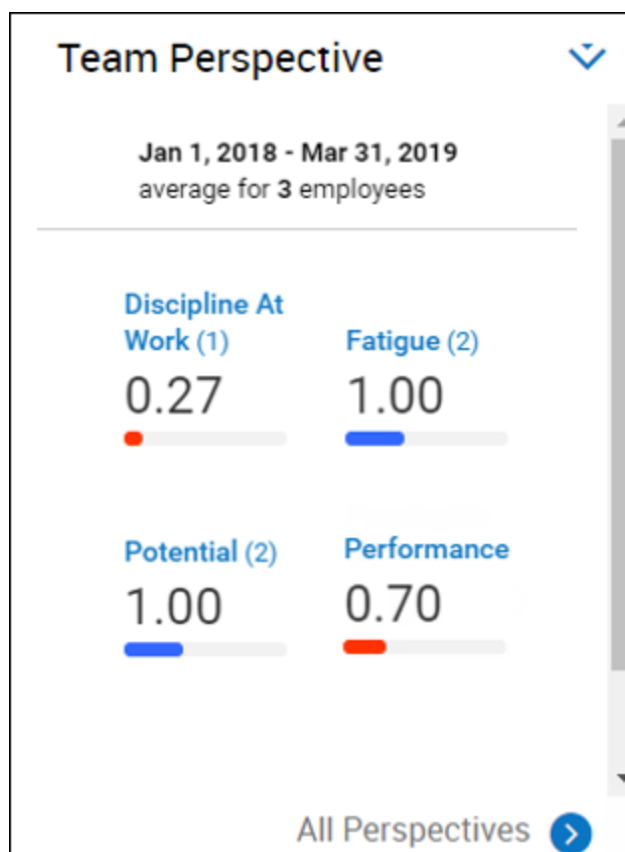 Team Perspective
Jan 1, 2018 - Mar 31, 2019
average for 3 employees
Discipline At
Work (1)
Fatigue (2)
0.27
1.00
Potential (2)
Performance
1.00
0.70
All Perspectives